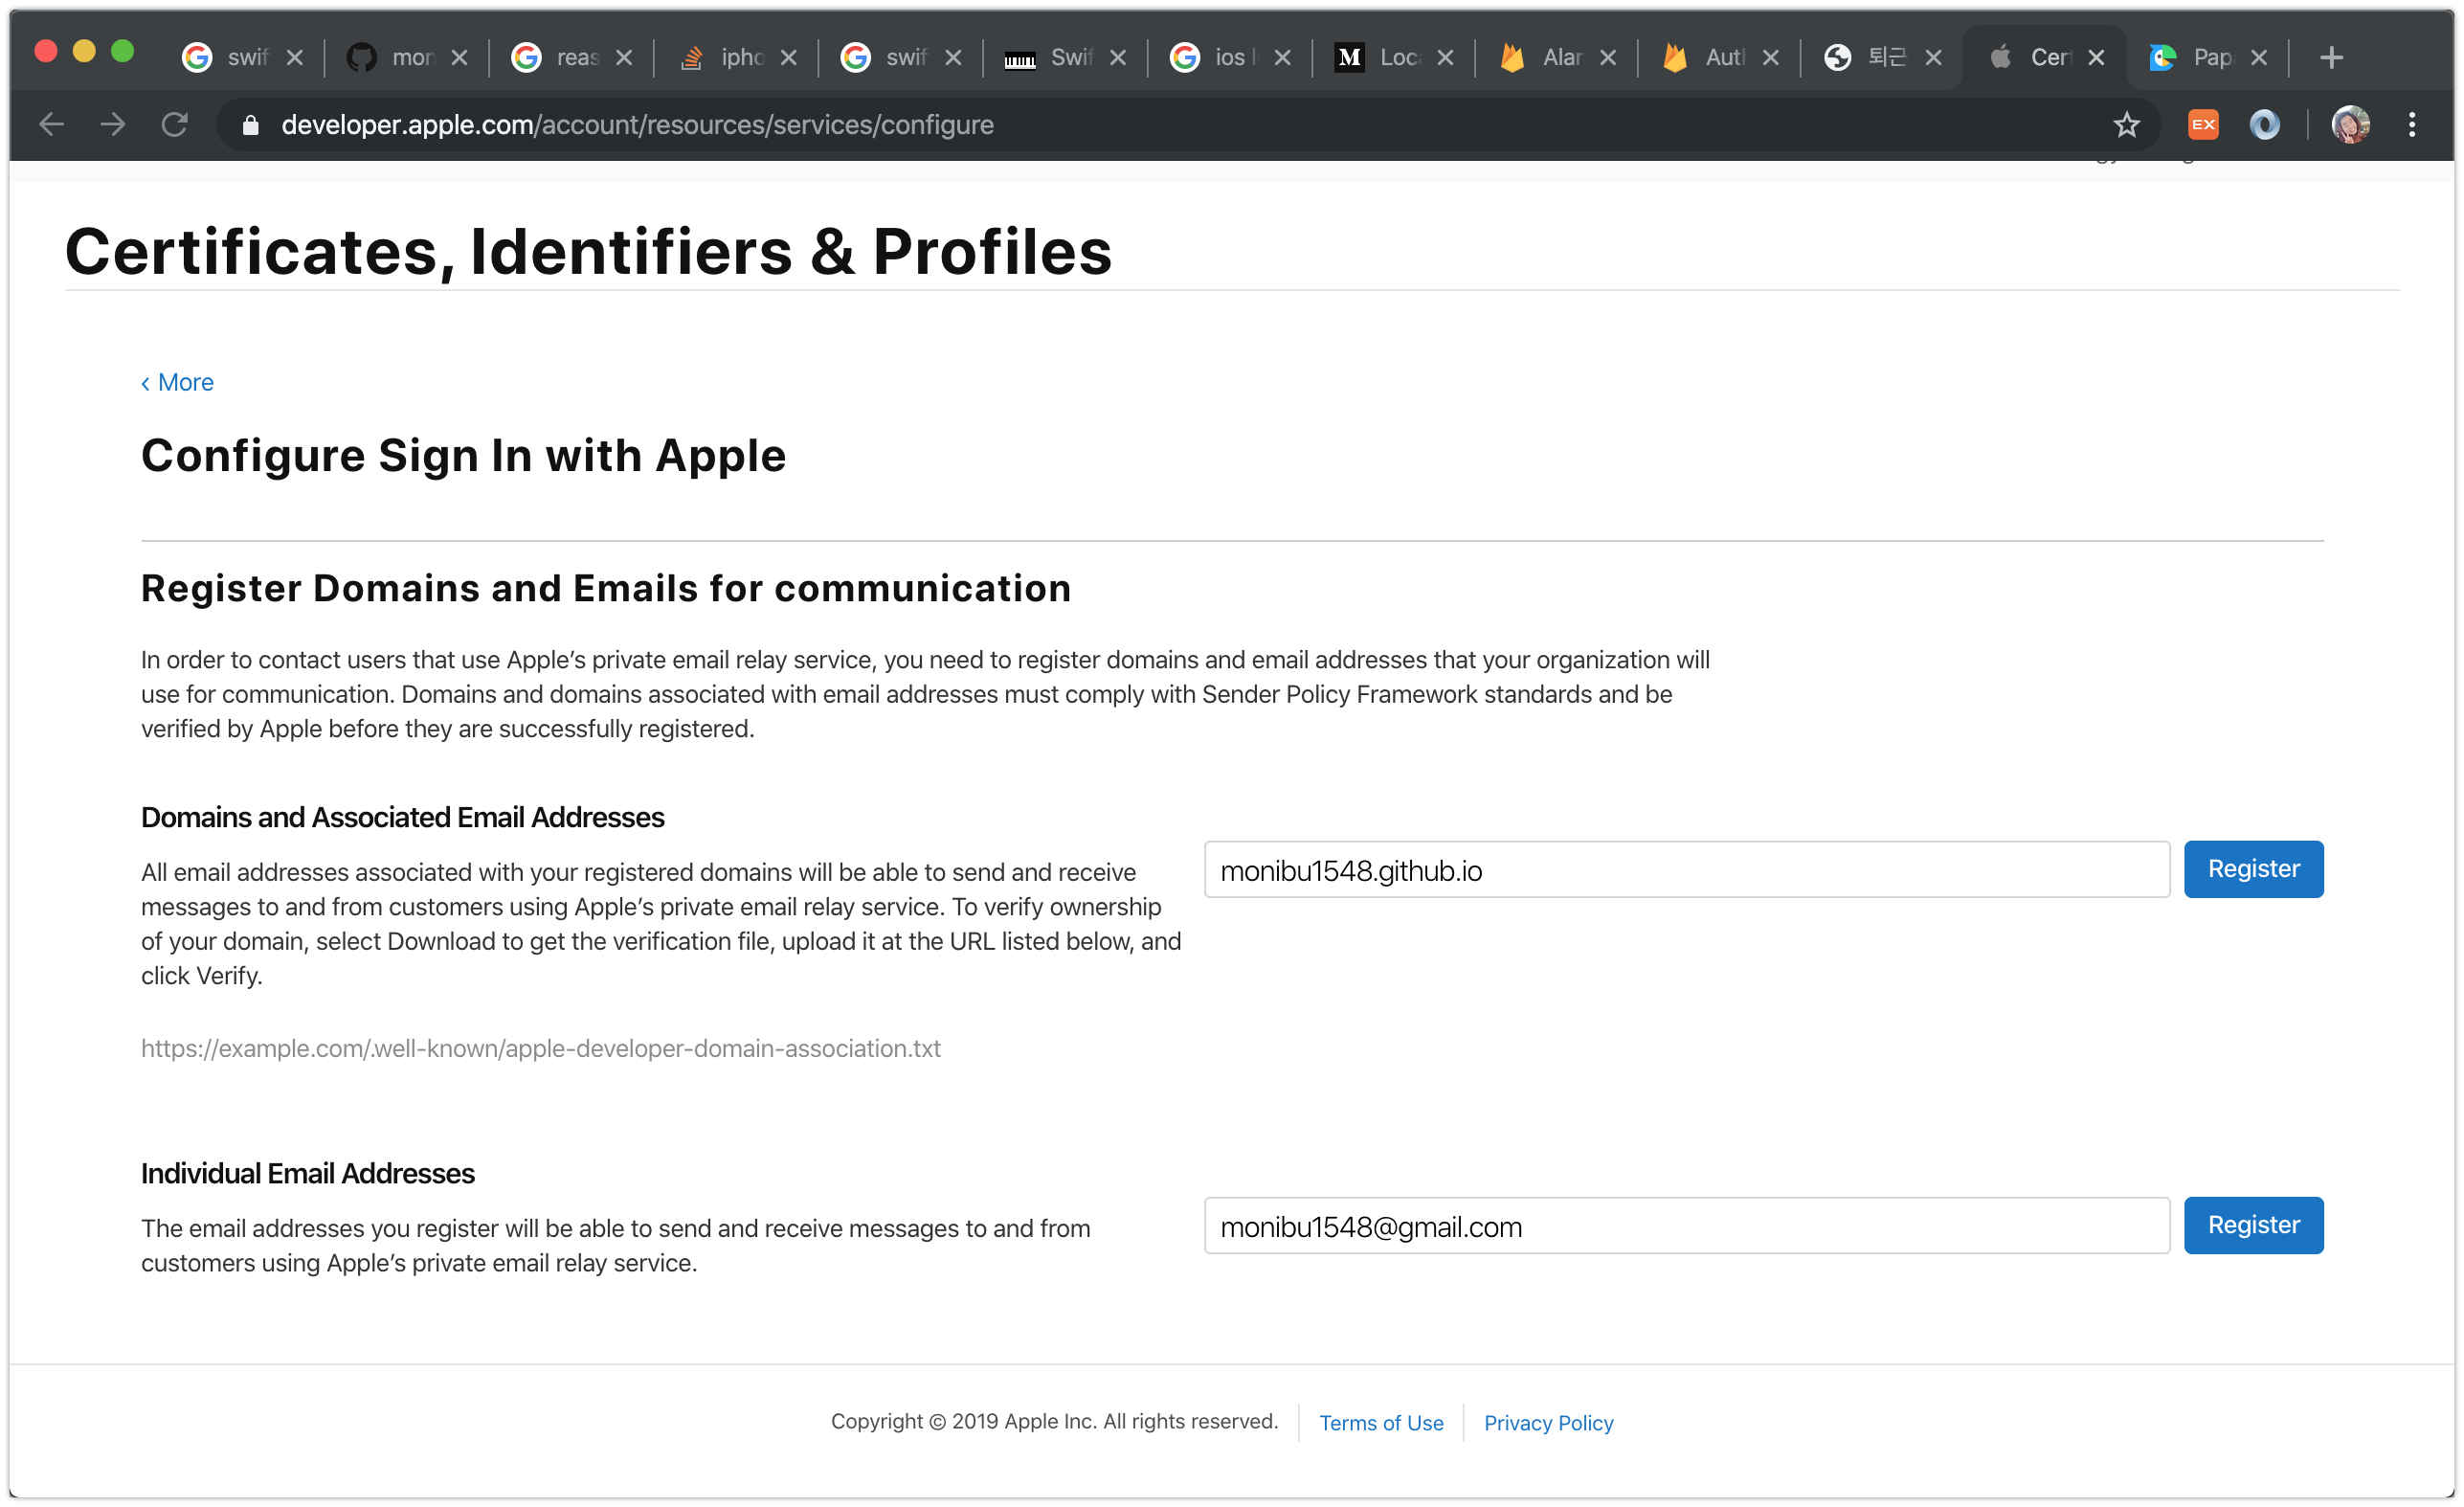 swif
mon
reas
ipho
swif
Swif
ios l
M
Loc
Alar
Auth
퇴근
Cert
Pap
developer.apple.com/account/resources/services/configure
EX
Certificates, Identifiers & Profiles
‹ More
Configure Sign In with Apple
Register Domains and Emails for communication
In order to contact users that use Apple’s private email relay service, you need to register domains and email addresses that your organization will
use for communication. Domains and domains associated with email addresses must comply with Sender Policy Framework standards and be
verified by Apple before they are successfully registered.
Domains and Associated Email Addresses
All email addresses associated with your registered domains will be able to send and receive
messages to and from customers using Apple’s private email relay service. To verify ownership
of your domain, select Download to get the verification file, upload it at the URL listed below, and
click Verify.
monibu1548.github.io
Register
https://example.com/.well-known/apple-developer-domain-association.txt
Individual Email Addresses
The email addresses you register will be able to send and receive messages to and from
customers using Apple’s private email relay service.
monibu1548@gmail.com
Register
Copyright © 2019 Apple Inc. All rights reserved.
Terms of Use
Privacy Policy